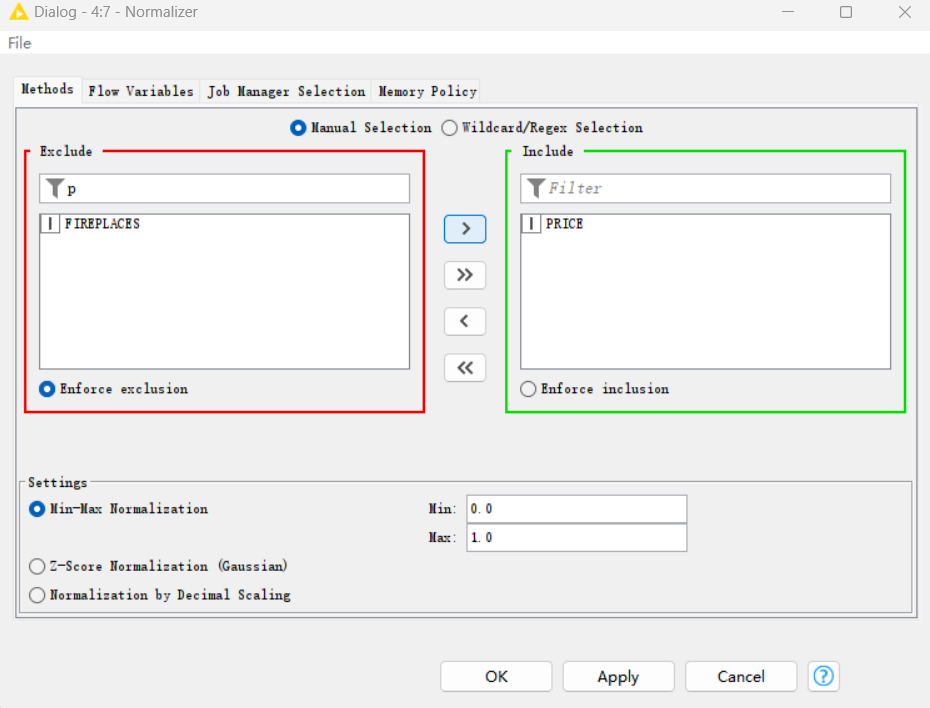 Dialog - 4:7 - Normalizer
File
Methods Flow Variables Job Manager Selection Memory Policy
Manual Selection Wildcard/Regex Selection
Exclude
Include
p
Filter
I FIREPLACES
I PRICE
>
>>
<
<<
Enforce exclusion
Enforce inclusion
Settings
Min-Max Normalization
Min: 0.0
Max: 1.0
Z-Score Normalization (Gaussian)
Normalization by Decimal Scaling
OK Apply Cancel ?